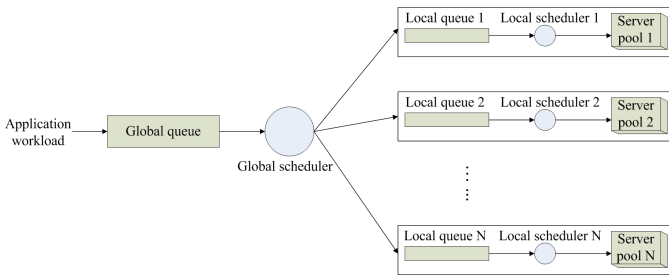 Local queue 1 Local scheduler 1 Server pool 1
Local queue 2 Local scheduler 2 Server pool 2
Application workload
Global queue
Global scheduler
Local queue N Local scheduler N Server pool N